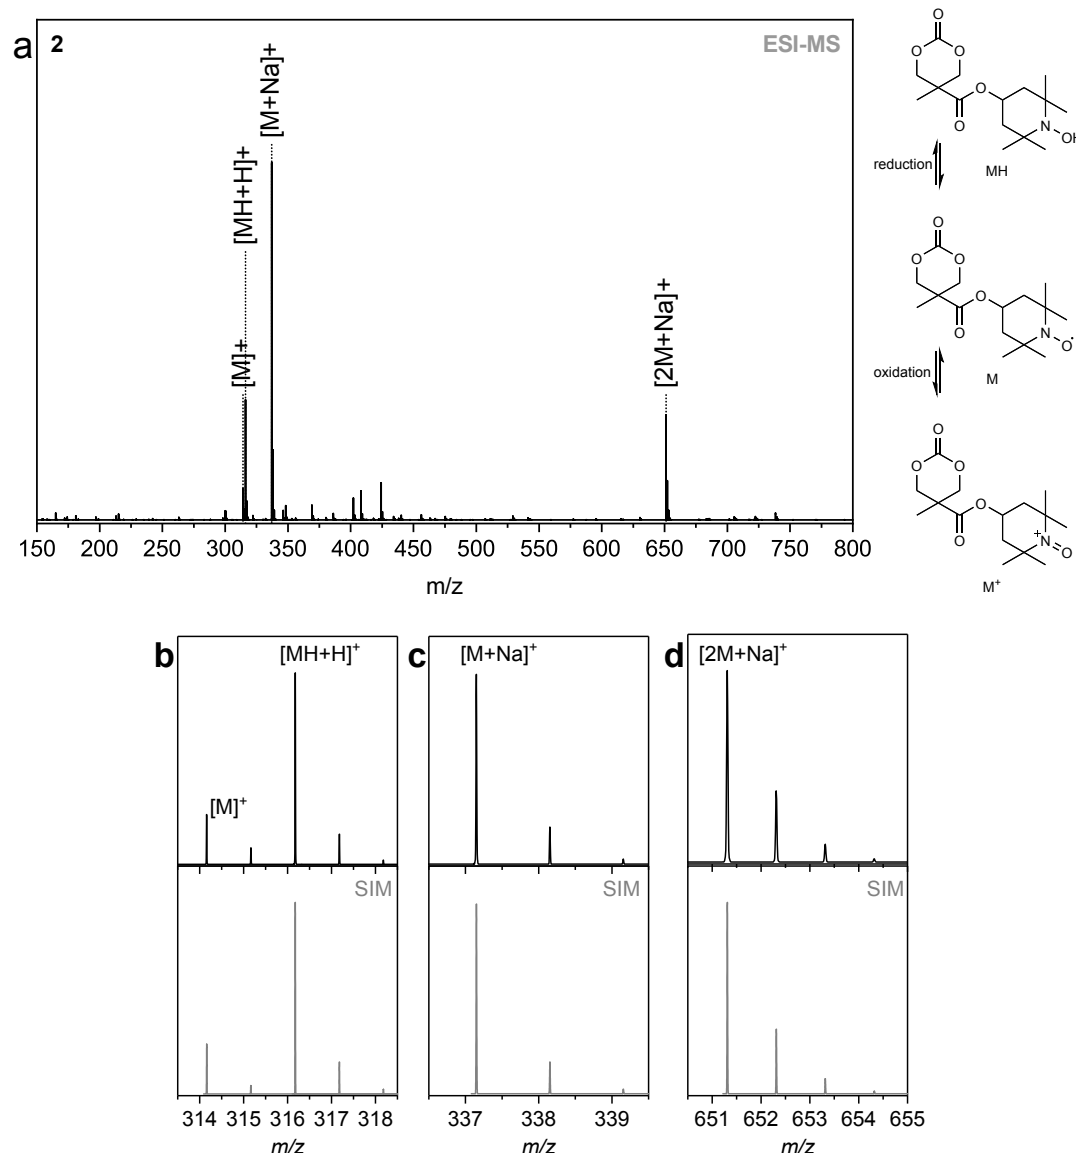 a
2
ESI-MS
[M]+
[MH+H]+
[M+Na]+
[2M+Na]+
150 200 250 300 350 400 450 500 550 600 650 700 750 800
m/z
O
O O
O
O
N
OH
MH
reduction
O
O O
O
O
N
O·
M
oxidation
O
O O
O
O
N
+
O
M+
b
[MH+H]+
[M]+
SIM
314 315 316 317 318
m/z
c
[M+Na]+
SIM
337 338 339
m/z
d
[2M+Na]+
SIM
651 652 653 654 655
m/z